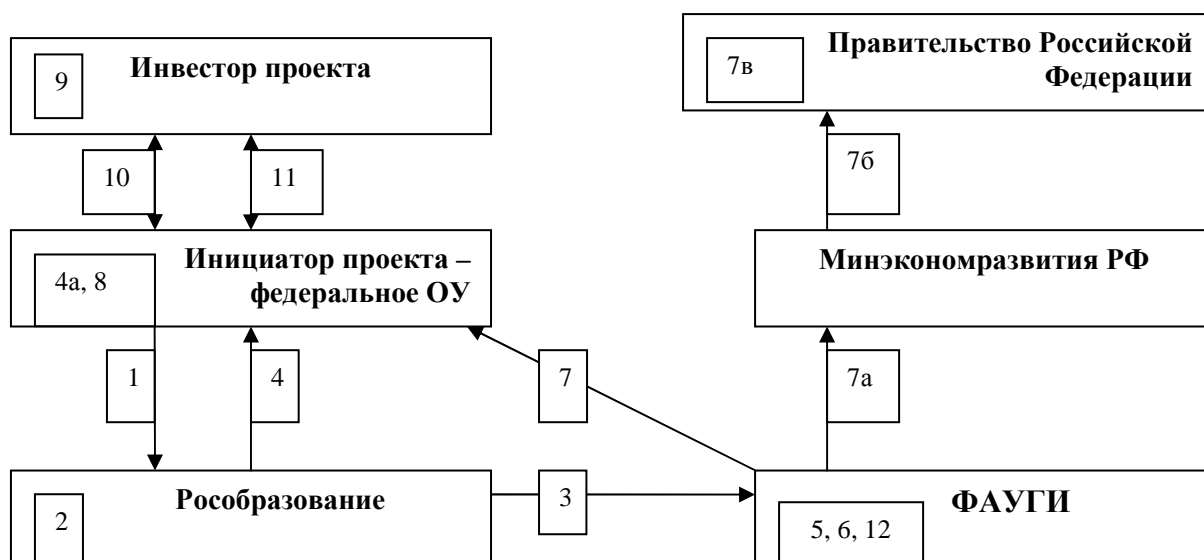 Правительство Российской
Федерации
7в
Инвестор проекта
9
10
11
7б
Инициатор проекта –
федеральное ОУ
4а, 8
Минэкономразвития РФ
1
4
7
7а
Рособразование
2
3
ФАУГИ
5, 6, 12